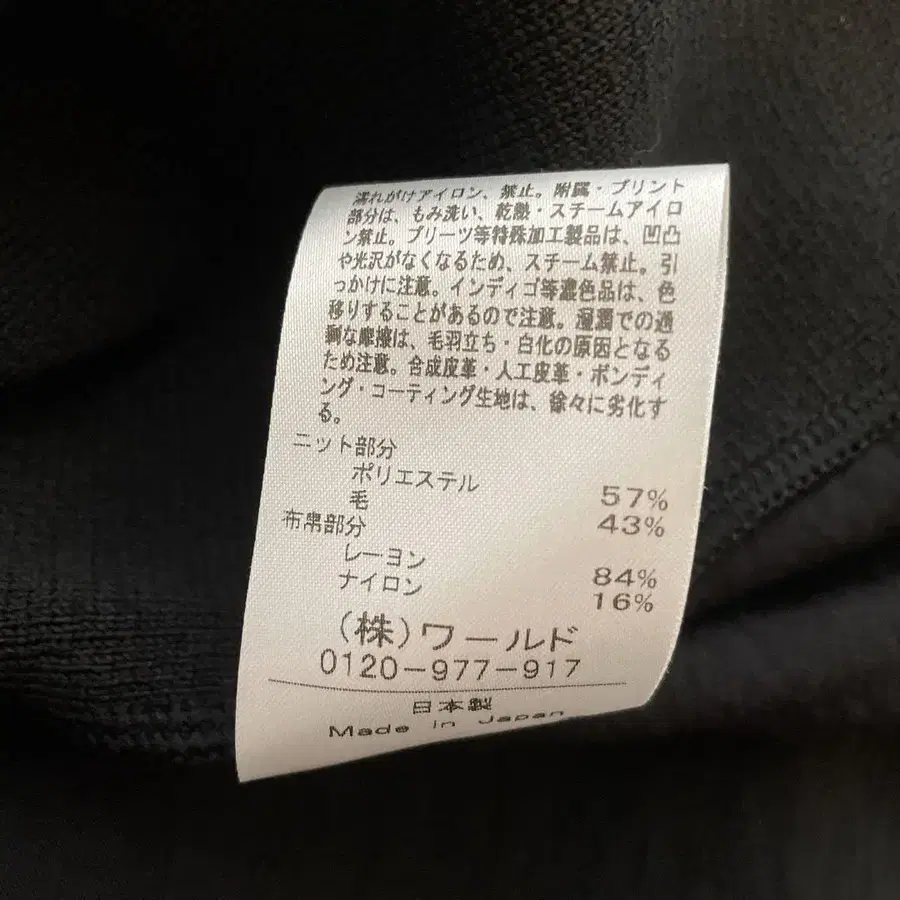 濡れがけアイロン、禁止。附属・プリント
部分は、もみ洗い、乾熱・スチームアイロ
ン禁止。プリーツ等特殊加工製品は、凹凸
や光沢がなくなるため、スチーム禁止。引
っかけに注意。インディゴ等濃色品は、色
移りすることがあるので注意。湿潤での過
剰な摩擦は、毛羽立ち・白化の原因となる
ため注意。合成皮革・人工皮革・ボンディ
ング・コーティング生地は、徐々に劣化す
る。
ニット部分
ポリエステル 57%
毛 43%
布帛部分
レーヨン 84%
ナイロン 16%
(株)ワールド
0120-977-917
日本製
Made in Japan